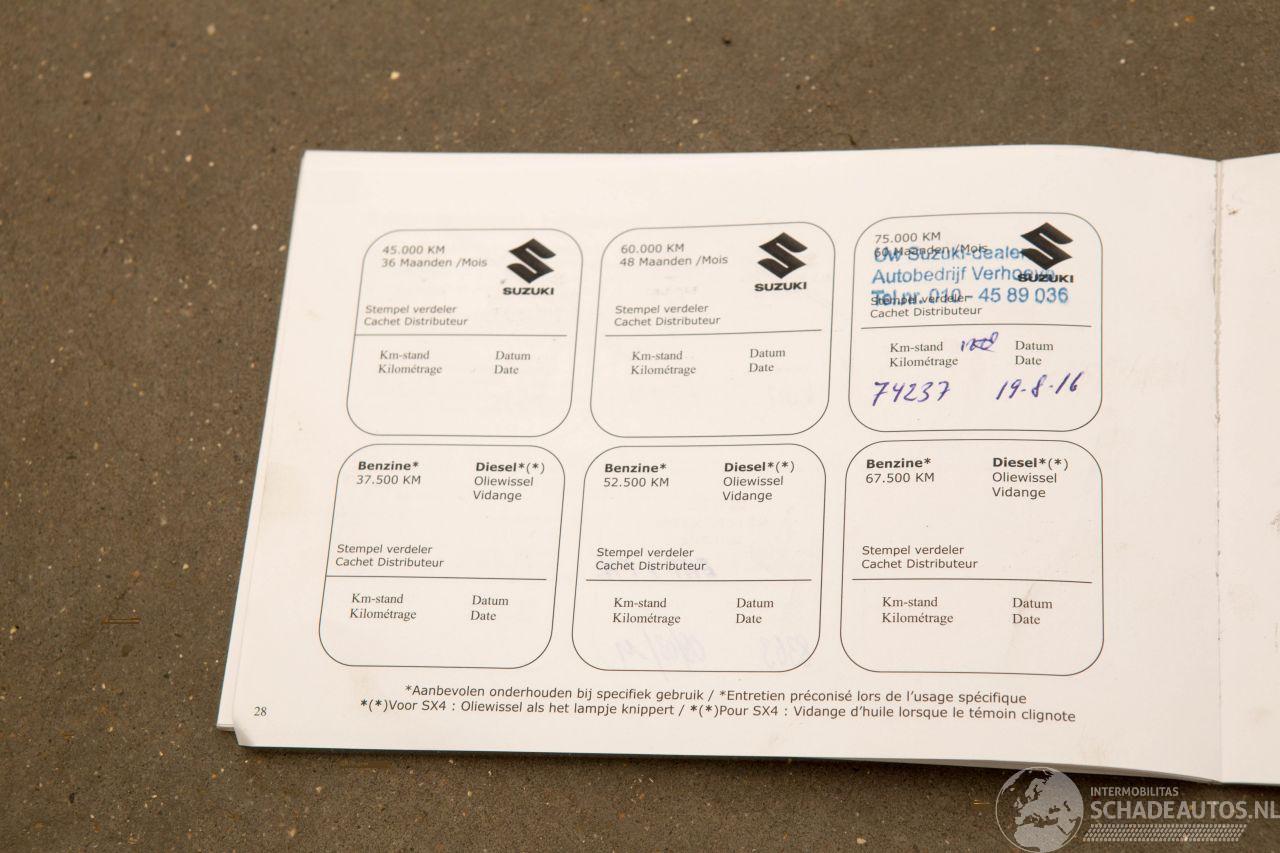 45.000 KM
36 Maanden /Mois
SUZUKI
Stempel verdeler
Cachet Distributeur
Km-stand Datum
Kilométrage Date
60.000 KM
48 Maanden /Mois
SUZUKI
Stempel verdeler
Cachet Distributeur
Km-stand Datum
Kilométrage Date
75.000 KM
60 Maanden /Mois
SUZUKI
Uw Suzuki-dealer
Autobedrijf Verhoeven
Tel.nr. 010 - 45 89 036
Stempel verdeler
Cachet Distributeur
Km-stand Datum
Kilométrage Date
74237 19-8-16
Benzine* Diesel*(*)
37.500 KM Oliewissel
Vidange
Stempel verdeler
Cachet Distributeur
Km-stand Datum
Kilométrage Date
Benzine* Diesel*(*)
52.500 KM Oliewissel
Vidange
Stempel verdeler
Cachet Distributeur
Km-stand Datum
Kilométrage Date
Benzine* Diesel*(*)
67.500 KM Oliewissel
Vidange
Stempel verdeler
Cachet Distributeur
Km-stand Datum
Kilométrage Date
*Aanbevolen onderhouden bij specifiek gebruik / *Entretien préconisé lors de l'usage spécifique
*(*)Voor SX4 : Oliewissel als het lampje knippert / *(*)Pour SX4 : Vidange d'huile lorsque le témoin clignote
28
INTERMOBILITAS
SCHADEAUTOS.NL